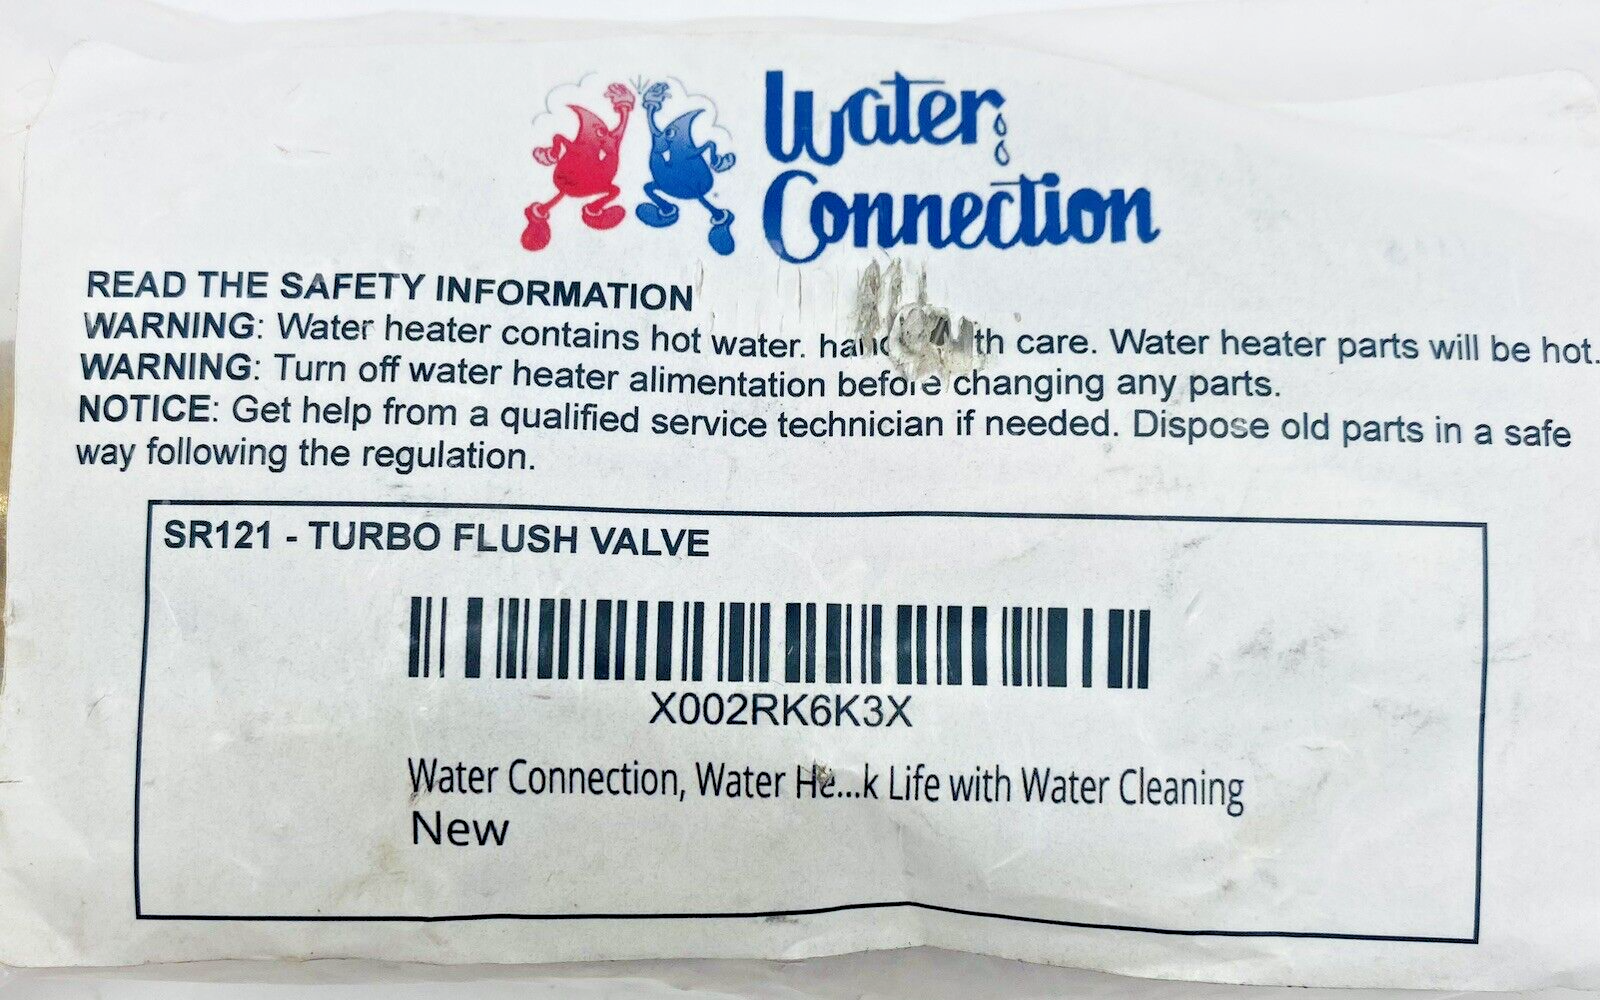 Water
Connection
READ THE SAFETY INFORMATION
WARNING: Water heater contains hot water. care. Water heater parts will be hot.
WARNING: Turn off water heater alimentation before changing any parts.
NOTICE: Get help from a qualified service technician if needed. Dispose old parts in a safe
way following the regulation.
SR121 - TURBO FLUSH VALVE
X002RK6K3X
Water Connection, Water He...k Life with Water Cleaning
New